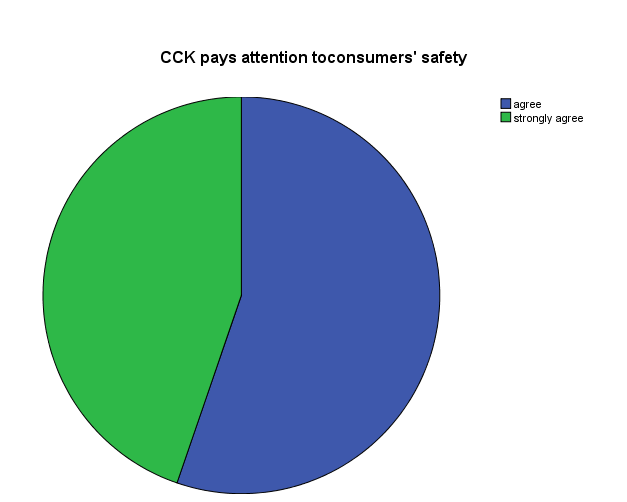 CCK pays attention toconsumers' safety
agree
strongly agree